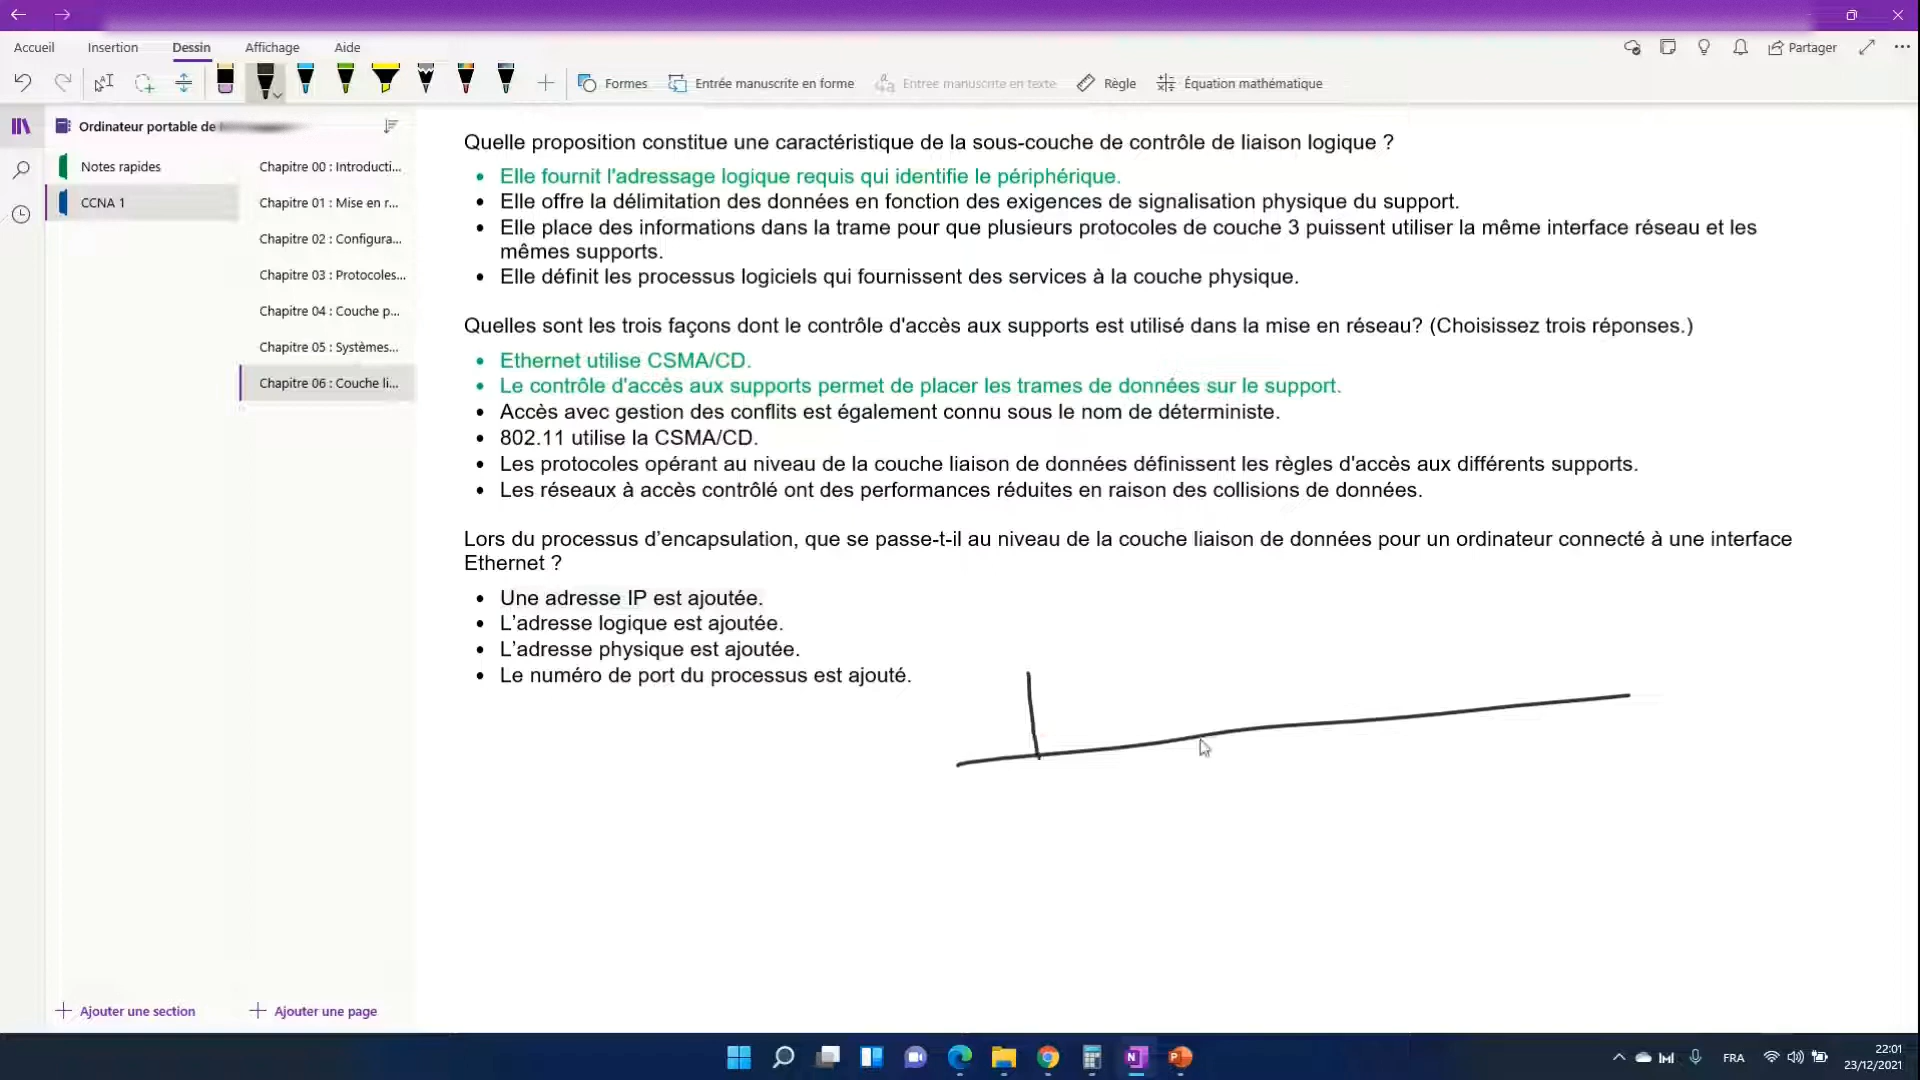 Accueil
Insertion
Dessin
Affichage
Aide
Partager
Formes
Entrée manuscrite en forme
Entrée manuscrite en texte
Règle
Équation mathématique
Ordinateur portable de
Notes rapides
CCNA 1
Chapitre 00 : Introducti...
Chapitre 01 : Mise en r...
Chapitre 02 : Configura...
Chapitre 03 : Protocoles...
Chapitre 04 : Couche p...
Chapitre 05 : Systèmes...
Chapitre 06 : Couche li...
Quelle proposition constitue une caractéristique de la sous-couche de contrôle de liaison logique ?
• Elle fournit l'adressage logique requis qui identifie le périphérique.
• Elle offre la délimitation des données en fonction des exigences de signalisation physique du support.
• Elle place des informations dans la trame pour que plusieurs protocoles de couche 3 puissent utiliser la même interface réseau et les
mêmes supports.
• Elle définit les processus logiciels qui fournissent des services à la couche physique.
Quelles sont les trois façons dont le contrôle d'accès aux supports est utilisé dans la mise en réseau? (Choisissez trois réponses.)
• Ethernet utilise CSMA/CD.
• Le contrôle d'accès aux supports permet de placer les trames de données sur le support.
• Accès avec gestion des conflits est également connu sous le nom de déterministe.
• 802.11 utilise la CSMA/CD.
• Les protocoles opérant au niveau de la couche liaison de données définissent les règles d'accès aux différents supports.
• Les réseaux à accès contrôlé ont des performances réduites en raison des collisions de données.
Lors du processus d’encapsulation, que se passe-t-il au niveau de la couche liaison de données pour un ordinateur connecté à une interface
Ethernet ?
• Une adresse IP est ajoutée.
• L’adresse logique est ajoutée.
• L’adresse physique est ajoutée.
• Le numéro de port du processus est ajouté.
Ajouter une section
Ajouter une page
FRA
22:01
23/12/2021